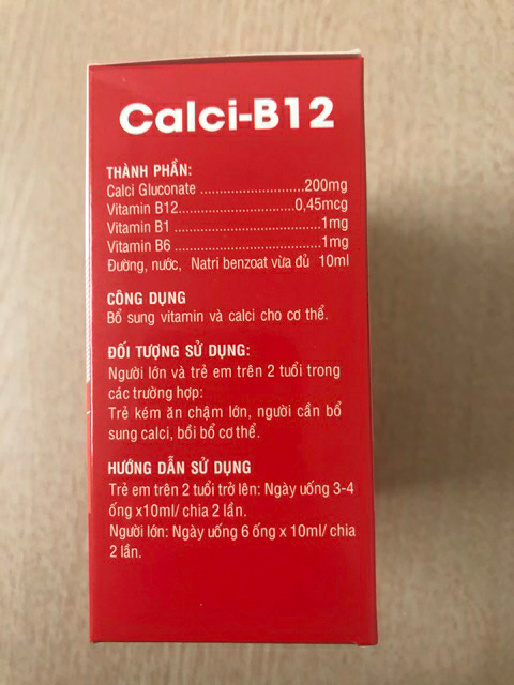 Calci-B12
THÀNH PHẦN:
Calci Gluconate ...........................200mg
Vitamin B12..............................0,45mcg
Vitamin B1 ......................................1mg
Vitamin B6 ......................................1mg
Đường, nước, Natri benzoat vừa đủ 10ml
CÔNG DỤNG
Bổ sung vitamin và calci cho cơ thể.
ĐỐI TƯỢNG SỬ DỤNG:
Người lớn và trẻ em trên 2 tuổi trong
các trường hợp:
Trẻ kém ăn chậm lớn, người cần bổ
sung calci, bồi bổ cơ thể.
HƯỚNG DẪN SỬ DỤNG
Trẻ em trên 2 tuổi trở lên: Ngày uống 3-4
ống x10ml/ chia 2 lần.
Người lớn: Ngày uống 6 ống x 10ml/ chia
2 lần.